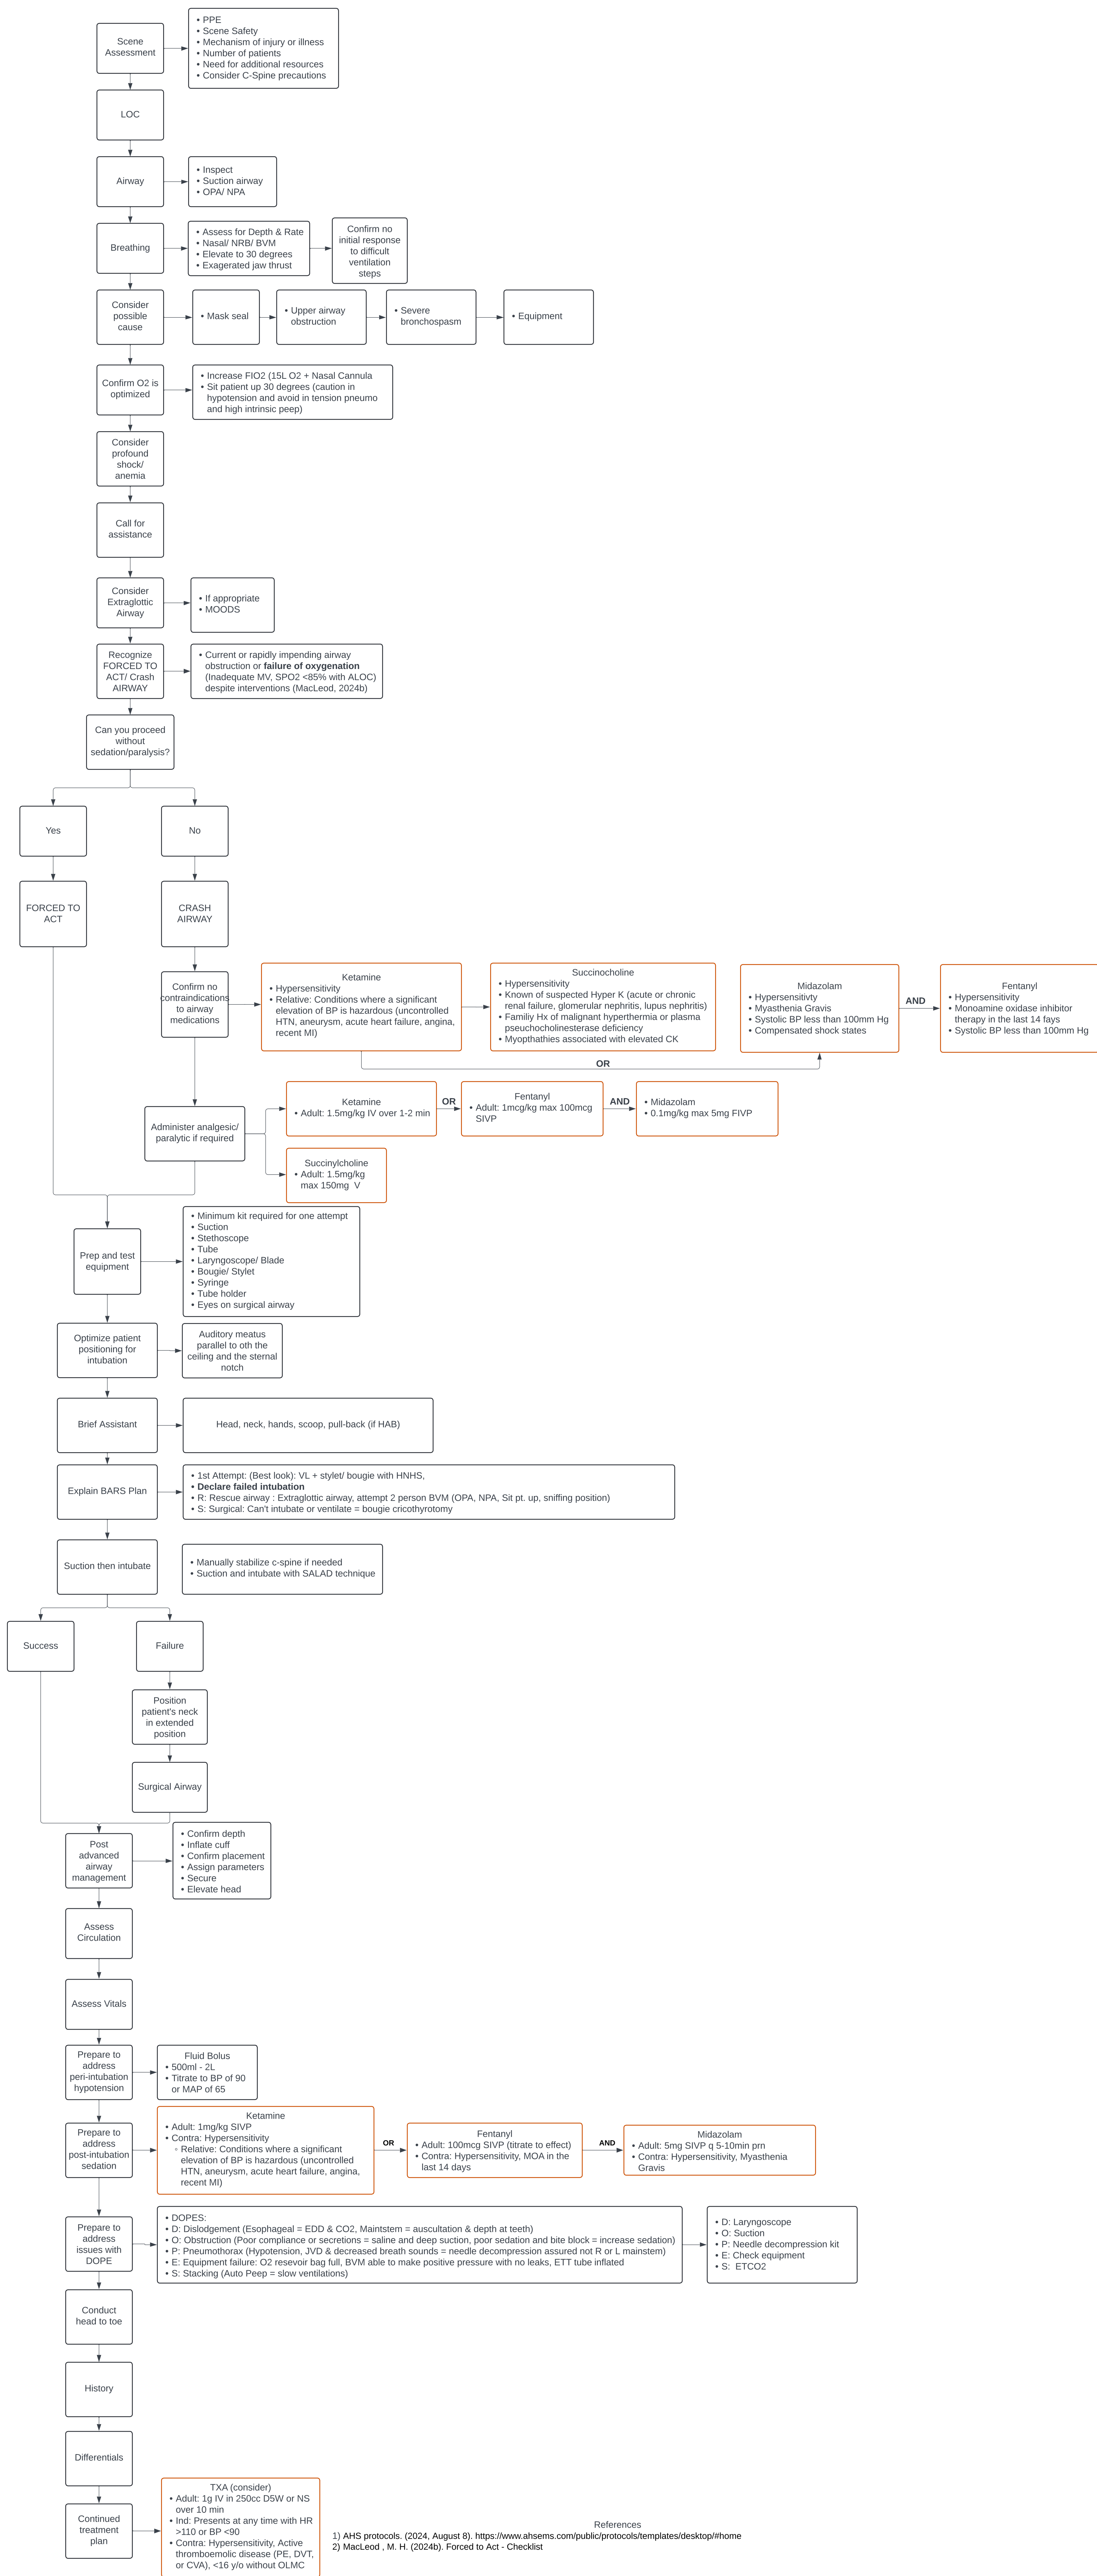 Scene
Assessment
• PPE
• Scene Safety
• Mechanism of injury or illness
• Number of patients
• Need for additional resources
• Consider C-Spine precautions
LOC
Airway
• Inspect
• Suction airway
• OPA/ NPA
Breathing
• Assess for Depth & Rate
• Nasal/ NRB/ BVM
• Elevate to 30 degrees
• Exagerated jaw thrust
Confirm no
initial response
to difficult
ventilation
steps
Consider
possible
cause
• Mask seal
• Upper airway
obstruction
• Severe
bronchospasm
• Equipment
Confirm O2 is
optimized
• Increase FIO2 (15L O2 + Nasal Cannula
• Sit patient up 30 degrees (caution in
hypotension and avoid in tension pneumo
and high intrinsic peep)
Consider
profound
shock/
anemia
Call for
assistance
Consider
Extraglottic
Airway
• If appropriate
• MOODS
Recognize
FORCED TO
ACT/ Crash
AIRWAY
• Current or rapidly impending airway
obstruction or failure of oxygenation
(Inadequate MV, SPO2 <85% with ALOC)
despite interventions (MacLeod, 2024b)
Can you proceed
without
sedation/paralysis?
Yes
No
FORCED TO
ACT
CRASH
AIRWAY
Confirm no
contraindications
to airway
medications
Ketamine
• Hypersensitivity
• Relative: Conditions where a significant
elevation of BP is hazardous (uncontrolled
HTN, aneurysm, acute heart failure, angina,
recent MI)
Succinocholine
• Hypersensitivity
• Known of suspected Hyper K (acute or chronic
renal failure, glomerular nephritis, lupus nephritis)
• Familiy Hx of malignant hyperthermia or plasma
pseuchocholinesterase deficiency
• Myopthathies associated with elevated CK
OR
Midazolam
• Hypersensitivty
• Myasthenia Gravis
• Systolic BP less than 100mm Hg
• Compensated shock states
AND
Fentanyl
• Hypersensitivity
• Monoamine oxidase inhibitor
therapy in the last 14 fays
• Systolic BP less than 100mm Hg
Administer analgesic/
paralytic if required
Ketamine
• Adult: 1.5mg/kg IV over 1-2 min
OR
Fentanyl
• Adult: 1mcg/kg max 100mcg
SIVP
AND
• Midazolam
• 0.1mg/kg max 5mg FIVP
Succinylcholine
• Adult: 1.5mg/kg
max 150mg V
Prep and test
equipment
• Minimum kit required for one attempt
• Suction
• Stethoscope
• Tube
• Laryngoscope/ Blade
• Bougie/ Stylet
• Syringe
• Tube holder
• Eyes on surgical airway
Optimize patient
positioning for
intubation
Auditory meatus
parallel to oth the
ceiling and the sternal
notch
Brief Assistant
Head, neck, hands, scoop, pull-back (if HAB)
Explain BARS Plan
• 1st Attempt: (Best look): VL + stylet/ bougie with HNHS,
• Declare failed intubation
• R: Rescue airway : Extraglottic airway, attempt 2 person BVM (OPA, NPA, Sit pt. up, sniffing position)
• S: Surgical: Can't intubate or ventilate = bougie cricothyrotomy
Suction then intubate
• Manually stabilize c-spine if needed
• Suction and intubate with SALAD technique
Success
Failure
Position
patient's neck
in extended
position
Surgical Airway
Post
advanced
airway
management
• Confirm depth
• Inflate cuff
• Confirm placement
• Assign parameters
• Secure
• Elevate head
Assess
Circulation
Assess Vitals
Prepare to
address
peri-intubation
hypotension
Fluid Bolus
• 500ml - 2L
• Titrate to BP of 90
or MAP of 65
Prepare to
address
post-intubation
sedation
Ketamine
• Adult: 1mg/kg SIVP
• Contra: Hypersensitivity
◦ Relative: Conditions where a significant
elevation of BP is hazardous (uncontrolled
HTN, aneurysm, acute heart failure, angina,
recent MI)
OR
Fentanyl
• Adult: 100mcg SIVP (titrate to effect)
• Contra: Hypersensitivity, MOA in the
last 14 days
AND
Midazolam
• Adult: 5mg SIVP q 5-10min prn
• Contra: Hypersensitivity, Myasthenia
Gravis
Prepare to
address
issues with
DOPE
• DOPES:
• D: Dislodgement (Esophageal = EDD & CO2, Maintstem = auscultation & depth at teeth)
• O: Obstruction (Poor compliance or secretions = saline and deep suction, poor sedation and bite block = increase sedation)
• P: Pneumothorax (Hypotension, JVD & decreased breath sounds = needle decompression assured not R or L mainstem)
• E: Equipment failure: O2 resevoir bag full, BVM able to make positive pressure with no leaks, ETT tube inflated
• S: Stacking (Auto Peep = slow ventilations)
• D: Laryngoscope
• O: Suction
• P: Needle decompression kit
• E: Check equipment
• S: ETCO2
Conduct
head to toe
History
Differentials
Continued
treatment
plan
TXA (consider)
• Adult: 1g IV in 250cc D5W or NS
over 10 min
• Ind: Presents at any time with HR
>110 or BP <90
• Contra: Hypersensitivity, Active
thromboemolic disease (PE, DVT,
or CVA), <16 y/o without OLMC
References
1) AHS protocols. (2024, August 8). https://www.ahsems.com/public/protocols/templates/desktop/#home
2) MacLeod , M. H. (2024b). Forced to Act - Checklist